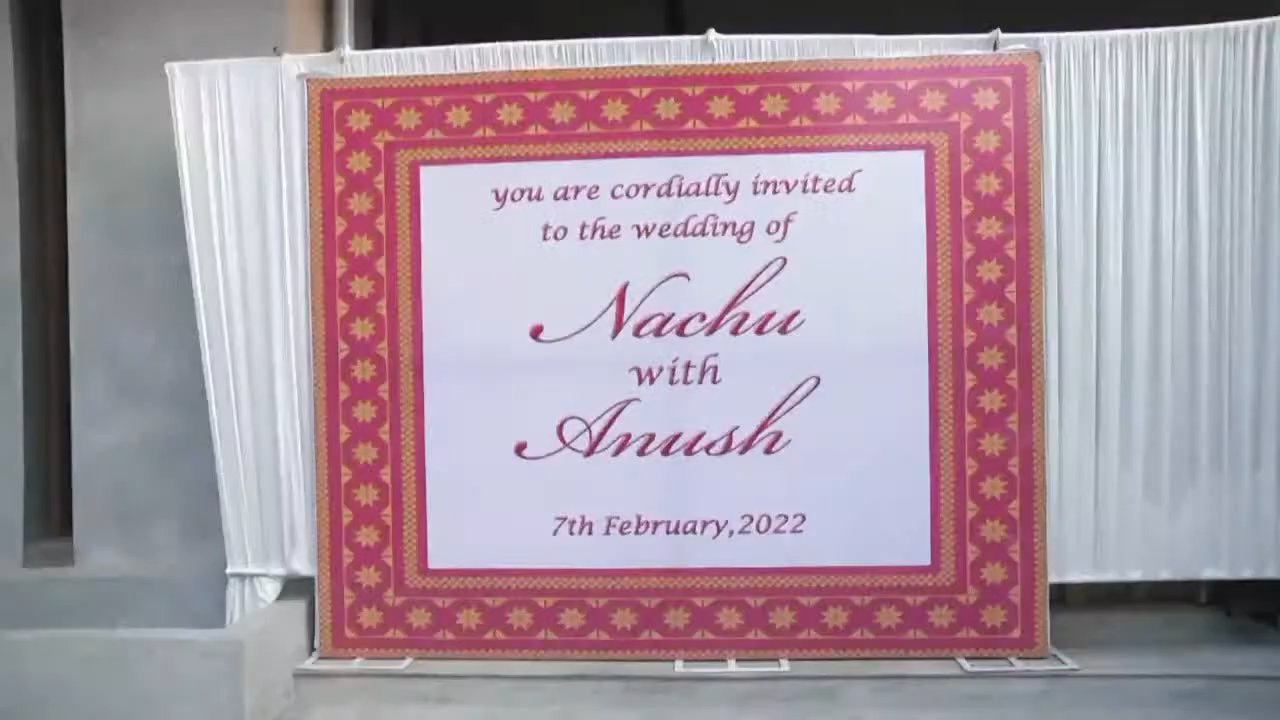 you are cordially invited
to the wedding of
Nachu
with
Anush
7th February,2022